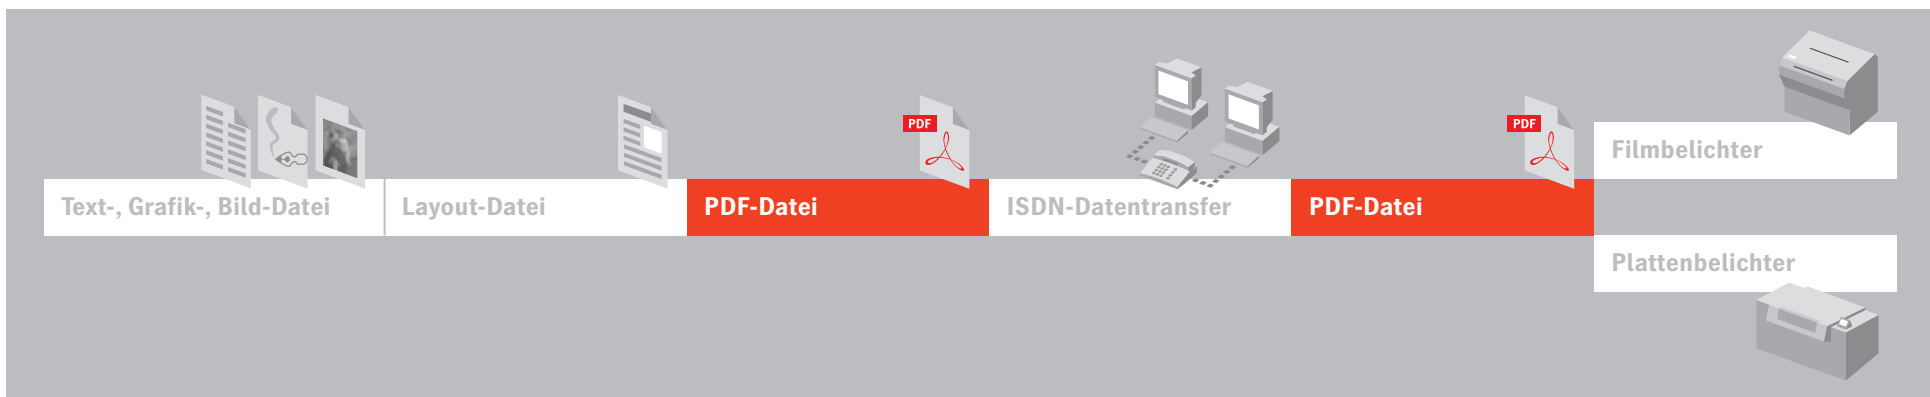 PDF
PDF
Filmbelichter
Text-, Grafik-, Bild-Datei
Layout-Datei
PDF-Datei
ISDN-Datentransfer
PDF-Datei
Plattenbelichter